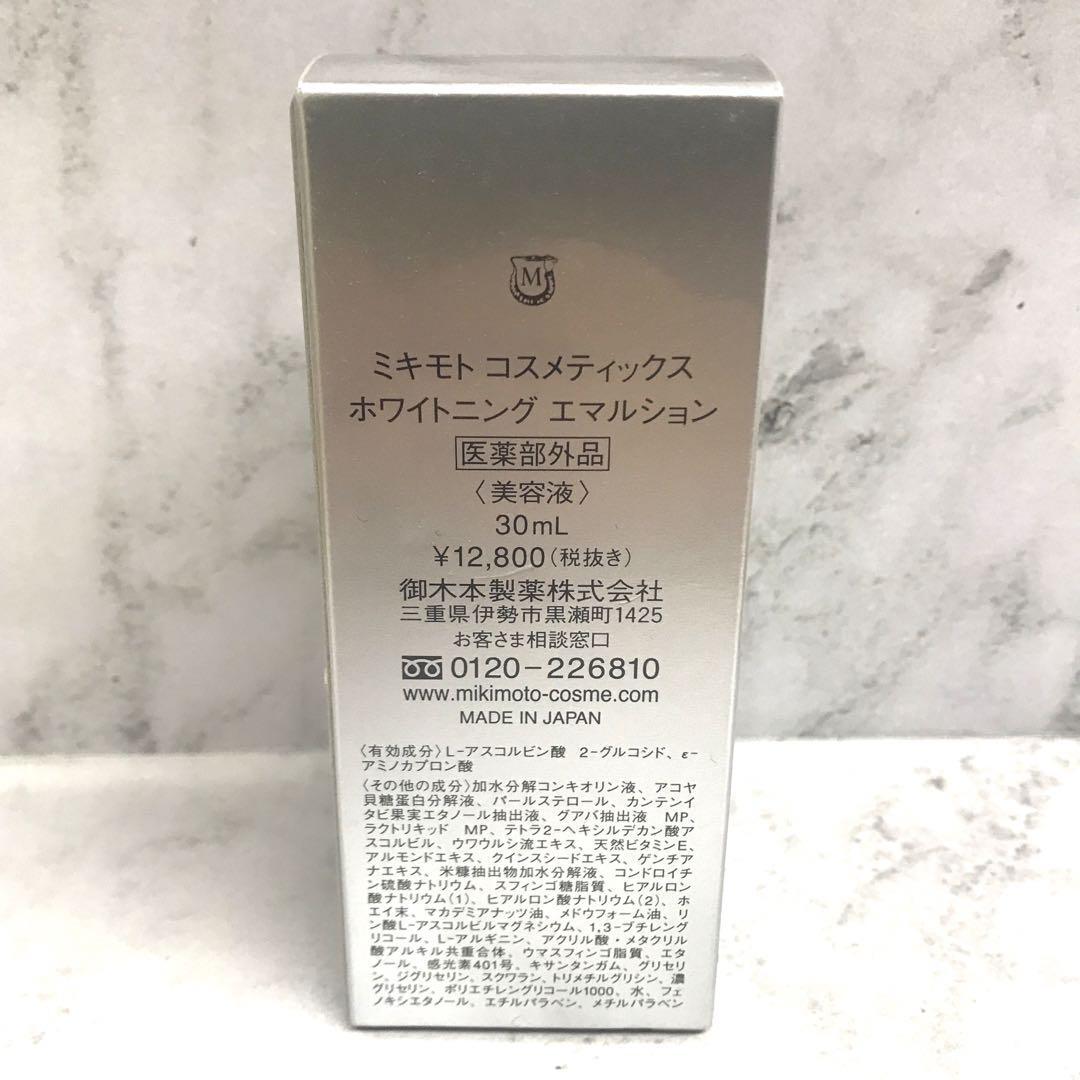 M
ミキモト コスメティックス
ホワイトニング エマルション
医薬部外品
〈美容液〉
30mL
¥12,800(税抜き)
御木本製薬株式会社
三重県伊勢市黒瀬町1425
お客さま相談窓口
0120-226810
www.mikimoto-cosme.com
MADE IN JAPAN
〈有効成分〉L-アスコルビン酸 2-グルコシド、ε-
アミノカプロン酸
〈その他の成分〉加水分解コンキオリン液、アコヤ
貝糖蛋白分解液、パールステロール、カンテンイ
タビ果実エタノール抽出液、グアバ抽出液 MP、
ラクトリキッド MP、テトラ2-ヘキシルデカン酸ア
スコルビル、ウワウルシ流エキス、天然ビタミンE、
アルモンドエキス、クインスシードエキス、ゲンチア
ナエキス、米糠抽出物加水分解液、コンドロイチ
ン硫酸ナトリウム、スフィンゴ糖脂質、ヒアルロン
酸ナトリウム(1)、ヒアルロン酸ナトリウム(2)、ホ
エイ末、マカデミアナッツ油、メドウフォーム油、リ
ン酸L-アスコルビルマグネシウム、1,3-ブチレング
リコール、L-アルギニン、アクリル酸・メタクリル
酸アルキル共重合体、ウマスフィンゴ脂質、エタ
ノール、感光素401号、キサンタンガム、グリセリ
ン、ジグリセリン、スクワラン、トリメチルグリシン、濃
グリセリン、ポリエチレングリコール1000、水、フェ
ノキシエタノール、エチルパラベン、メチルパラベン